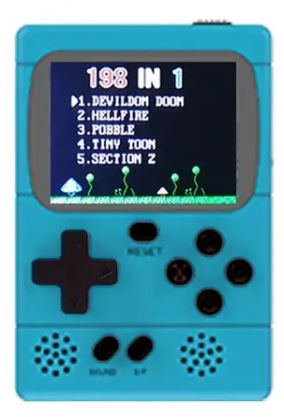 198 IN 1
1.DEVILDOM DOOM
2.HELLFIRE
3.POBBLE
4.TINY TOON
5.SECTION Z
RESET
SOUND
X